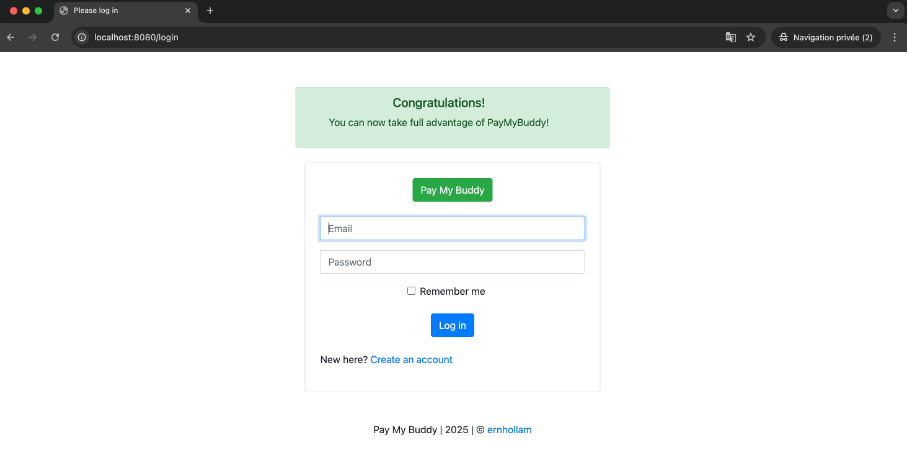 Please log in
localhost:8080/login
Navigation privée (2)
Congratulations!
You can now take full advantage of PayMyBuddy!
Pay My Buddy
Email
Password
Remember me
Log in
New here? Create an account
Pay My Buddy | 2025 | © ernhollam